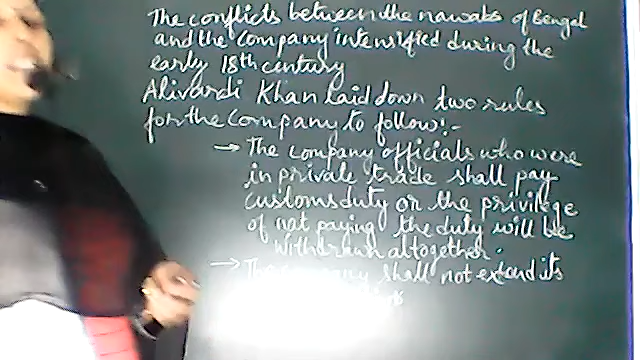 The conflicts between the nawabs of Bengal
and the Company intensified during the
early 18th century
Alivardi Khan laid down two rules
for the Company to follow:-
→ The company officials who were
in private trade shall pay
customs duty or the privilege
of not paying the duty will be
withdrawn altogether.
→ The company shall not extend its